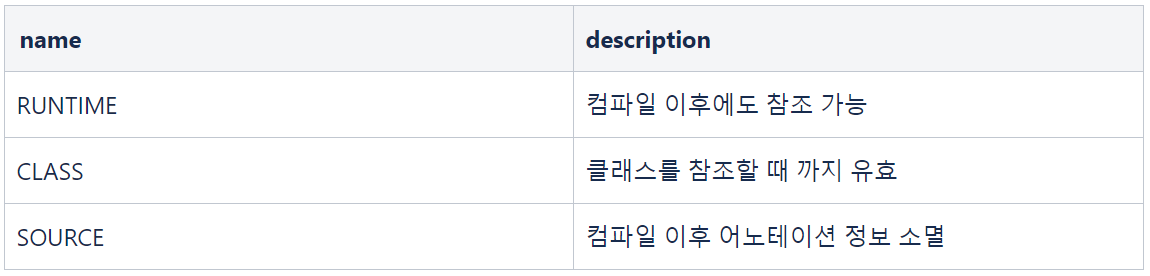 name description
RUNTIME 컴파일 이후에도 참조 가능
CLASS 클래스를 참조할 때 까지 유효
SOURCE 컴파일 이후 어노테이션 정보 소멸